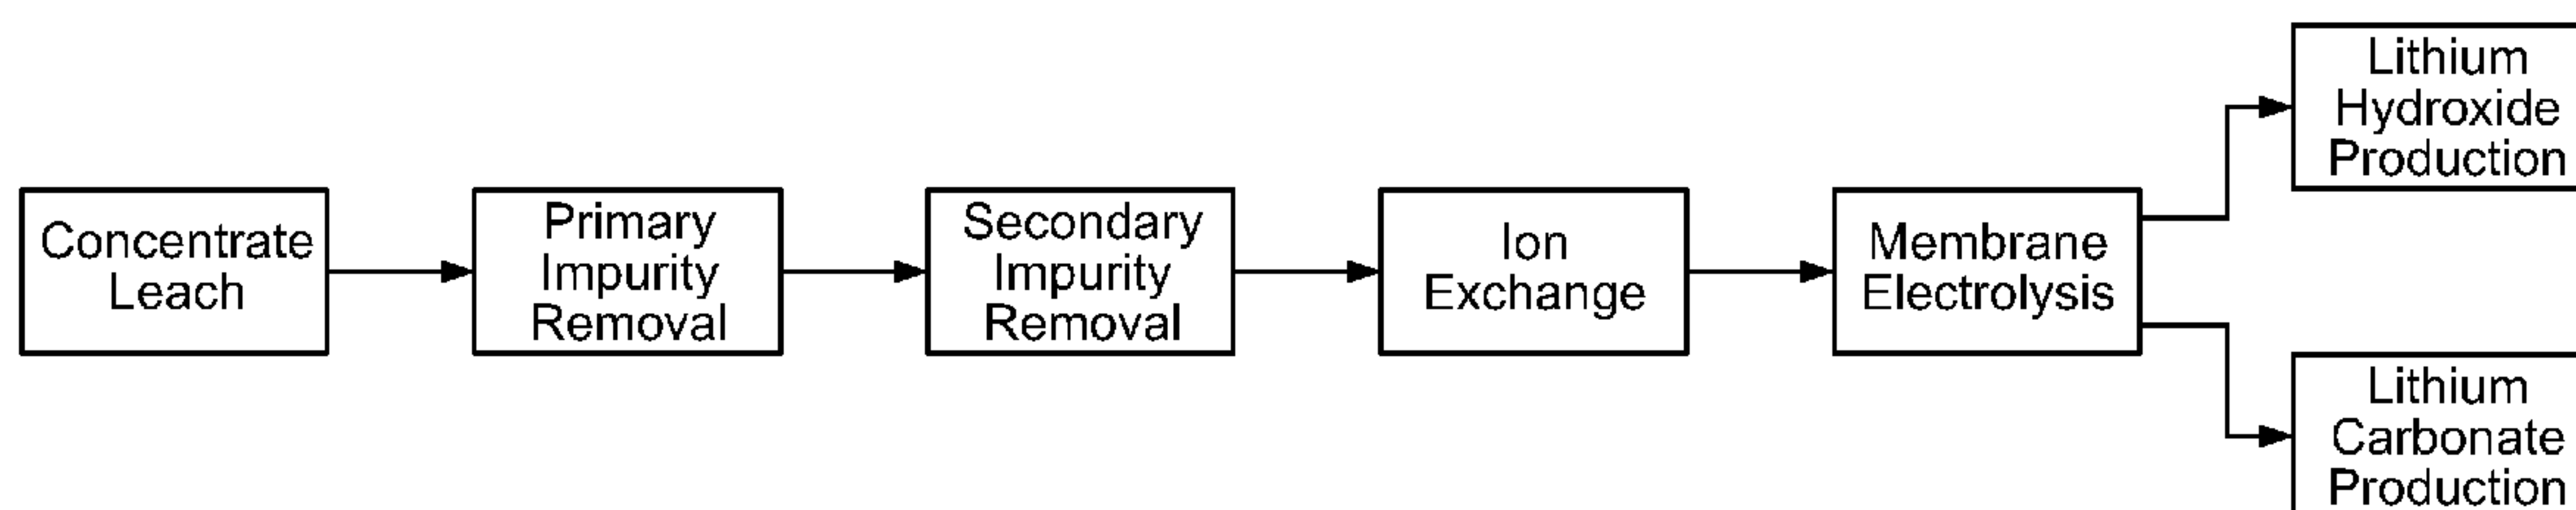 Concentrate
Leach
Primary
Impurity
Removal
Secondary
Impurity
Removal
Ion
Exchange
Membrane
Electrolysis
Lithium
Hydroxide
Production
Lithium
Carbonate
Production